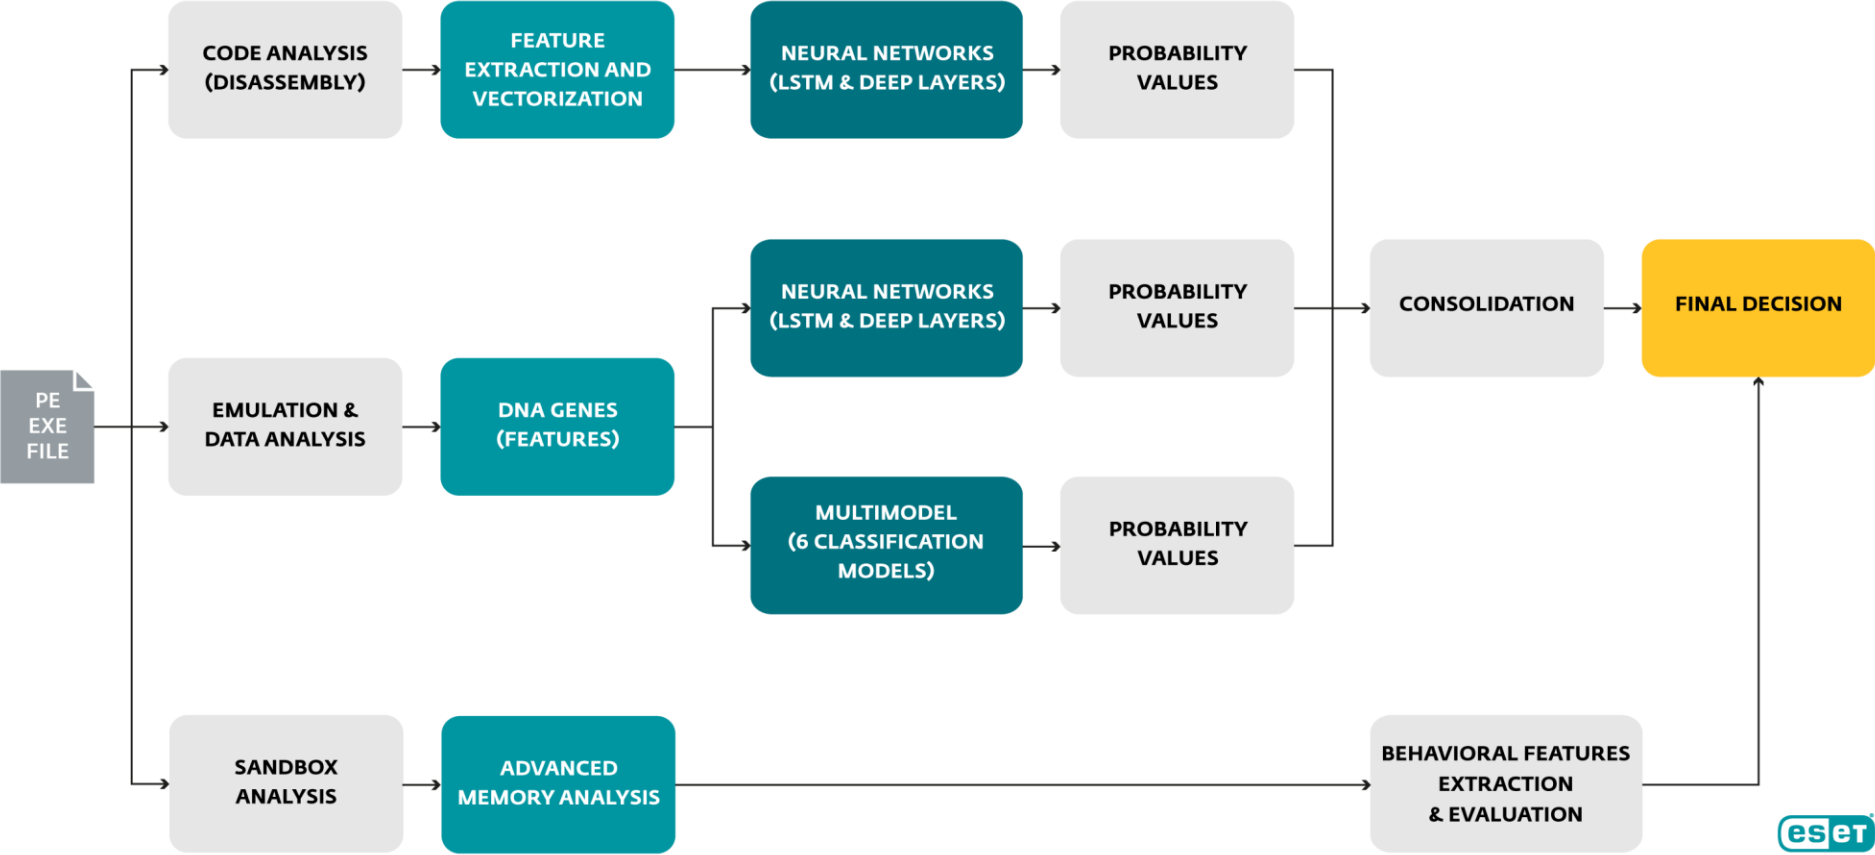 CODE ANALYSIS
(DISASSEMBLY)
FEATURE
EXTRACTION AND
VECTORIZATION
NEURAL NETWORKS
(LSTM & DEEP LAYERS)
PROBABILITY
VALUES
NEURAL NETWORKS
(LSTM & DEEP LAYERS)
PROBABILITY
VALUES
CONSOLIDATION
FINAL DECISION
PE
EXE
FILE
EMULATION &
DATA ANALYSIS
DNA GENES
(FEATURES)
MULTIMODEL
(6 CLASSIFICATION
MODELS)
PROBABILITY
VALUES
SANDBOX
ANALYSIS
ADVANCED
MEMORY ANALYSIS
BEHAVIORAL FEATURES
EXTRACTION
& EVALUATION
eset